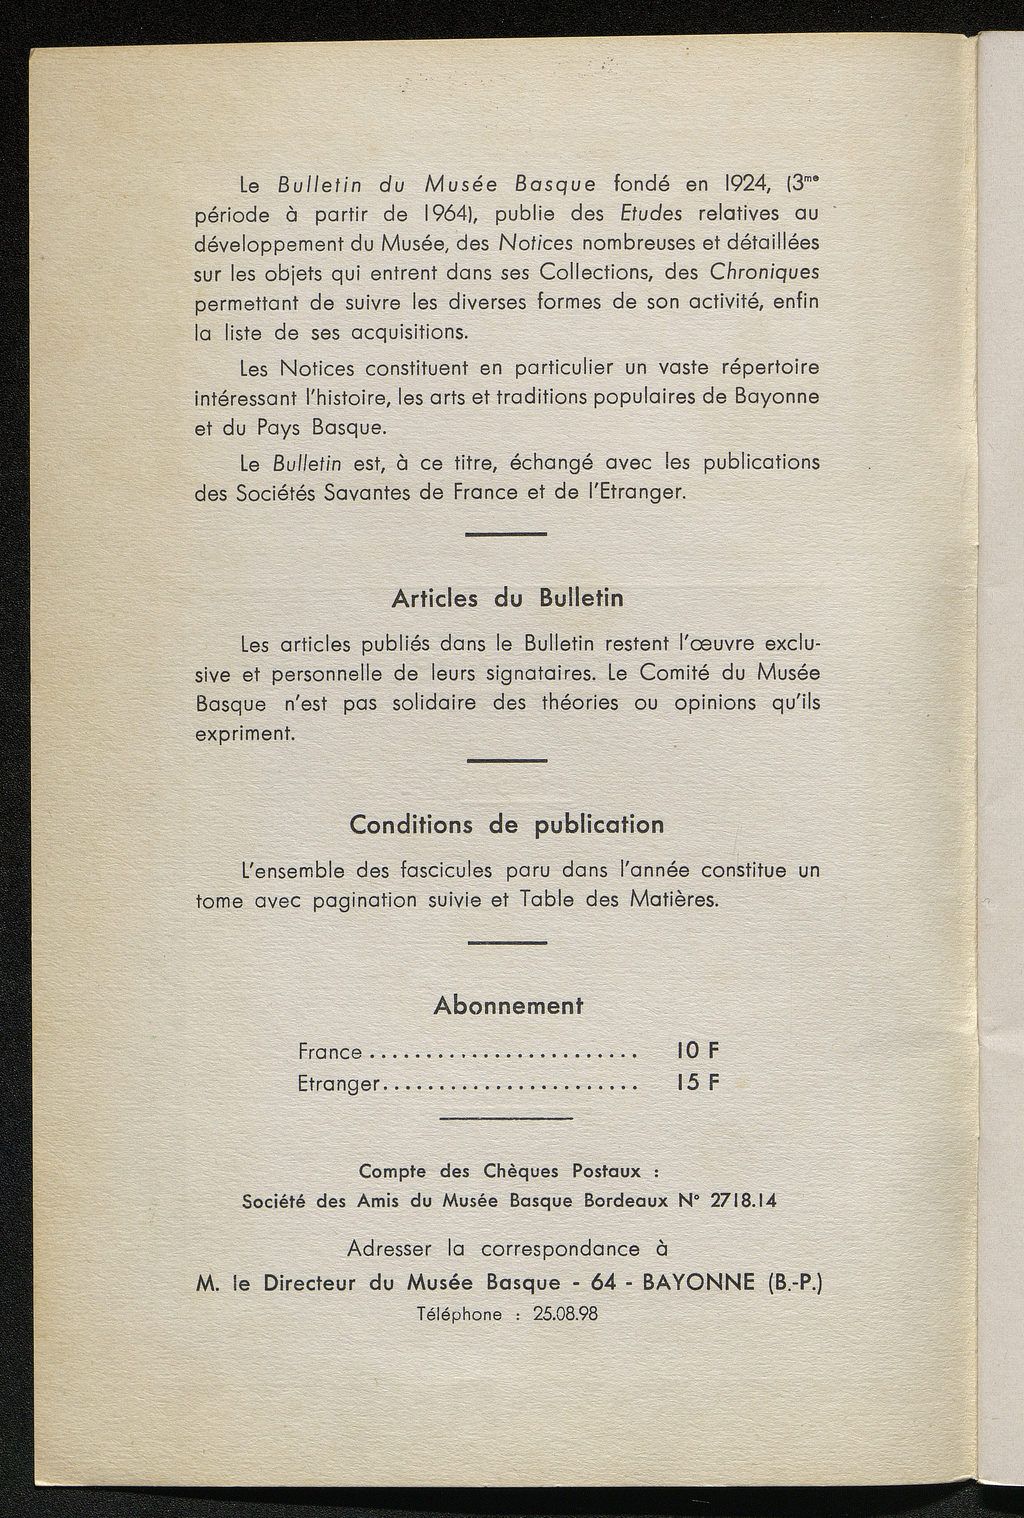 Le Bulletin du Musée Basque fondé en 1924, (3me
période à partir de 1964), publie des Etudes relatives au
développement du Musée, des Notices nombreuses et détaillées
sur les objets qui entrent dans ses Collections, des Chroniques
permettant de suivre les diverses formes de son activité, enfin
la liste de ses acquisitions.
Les Notices constituent en particulier un vaste répertoire
intéressant l'histoire, les arts et traditions populaires de Bayonne
et du Pays Basque.
Le Bulletin est, à ce titre, échangé avec les publications
des Sociétés Savantes de France et de l'Etranger.
Articles du Bulletin
Les articles publiés dans le Bulletin restent l'œuvre exclu-
sive et personnelle de leurs signataires. Le Comité du Musée
Basque n'est pas solidaire des théories ou opinions qu'ils
expriment.
Conditions de publication
L'ensemble des fascicules paru dans l'année constitue un
tome avec pagination suivie et Table des Matières.
Abonnement
France ........................ 10 F
Etranger....................... 15 F
Compte des Chèques Postaux :
Société des Amis du Musée Basque Bordeaux N° 2718.14
Adresser la correspondance à
M. le Directeur du Musée Basque - 64 - BAYONNE (B.-P.)
Téléphone : 25.08.98